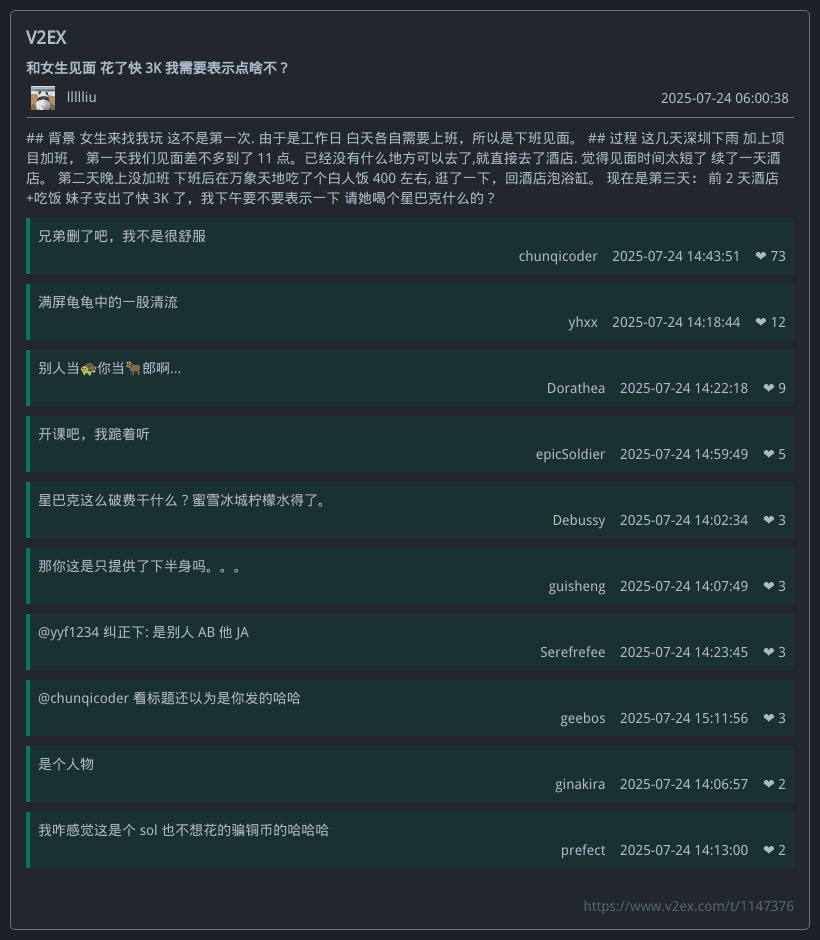 V2EX
和女生见面 花了快 3K 我需要表示点啥不？
llllliu
2025-07-24 06:00:38
## 背景 女生来找我玩 这不是第一次. 由于是工作日 白天各自需要上班，所以是下班见面。 ## 过程 这几天深圳下雨 加上项
目加班， 第一天我们见面差不多到了 11 点。已经没有什么地方可以去了,就直接去了酒店. 觉得见面时间太短了 续了一天酒
店。 第二天晚上没加班 下班后在万象天地吃了个白人饭 400 左右, 逛了一下，回酒店泡浴缸。 现在是第三天： 前 2 天酒店
+吃饭 妹子支出了快 3K 了，我下午要不要表示一下 请她喝个星巴克什么的？
兄弟删了吧，我不是很舒服
chunqicoder 2025-07-24 14:43:51 ❤ 73
满屏龟龟中的一股清流
yhxx 2025-07-24 14:18:44 ❤ 12
别人当🐢你当🐂郎啊...
Dorathea 2025-07-24 14:22:18 ❤ 9
开课吧，我跪着听
epicSoldier 2025-07-24 14:59:49 ❤ 5
星巴克这么破费干什么？蜜雪冰城柠檬水得了。
Debussy 2025-07-24 14:02:34 ❤ 3
那你这是只提供了下半身吗。。。
guisheng 2025-07-24 14:07:49 ❤ 3
@yyf1234 纠正下: 是别人 AB 他 JA
Serefrefee 2025-07-24 14:23:45 ❤ 3
@chunqicoder 看标题还以为是你发的哈哈
geebos 2025-07-24 15:11:56 ❤ 3
是个人物
ginakira 2025-07-24 14:06:57 ❤ 2
我咋感觉这是个 sol 也不想花的骗铜币的哈哈哈
prefect 2025-07-24 14:13:00 ❤ 2
https://www.v2ex.com/t/1147376